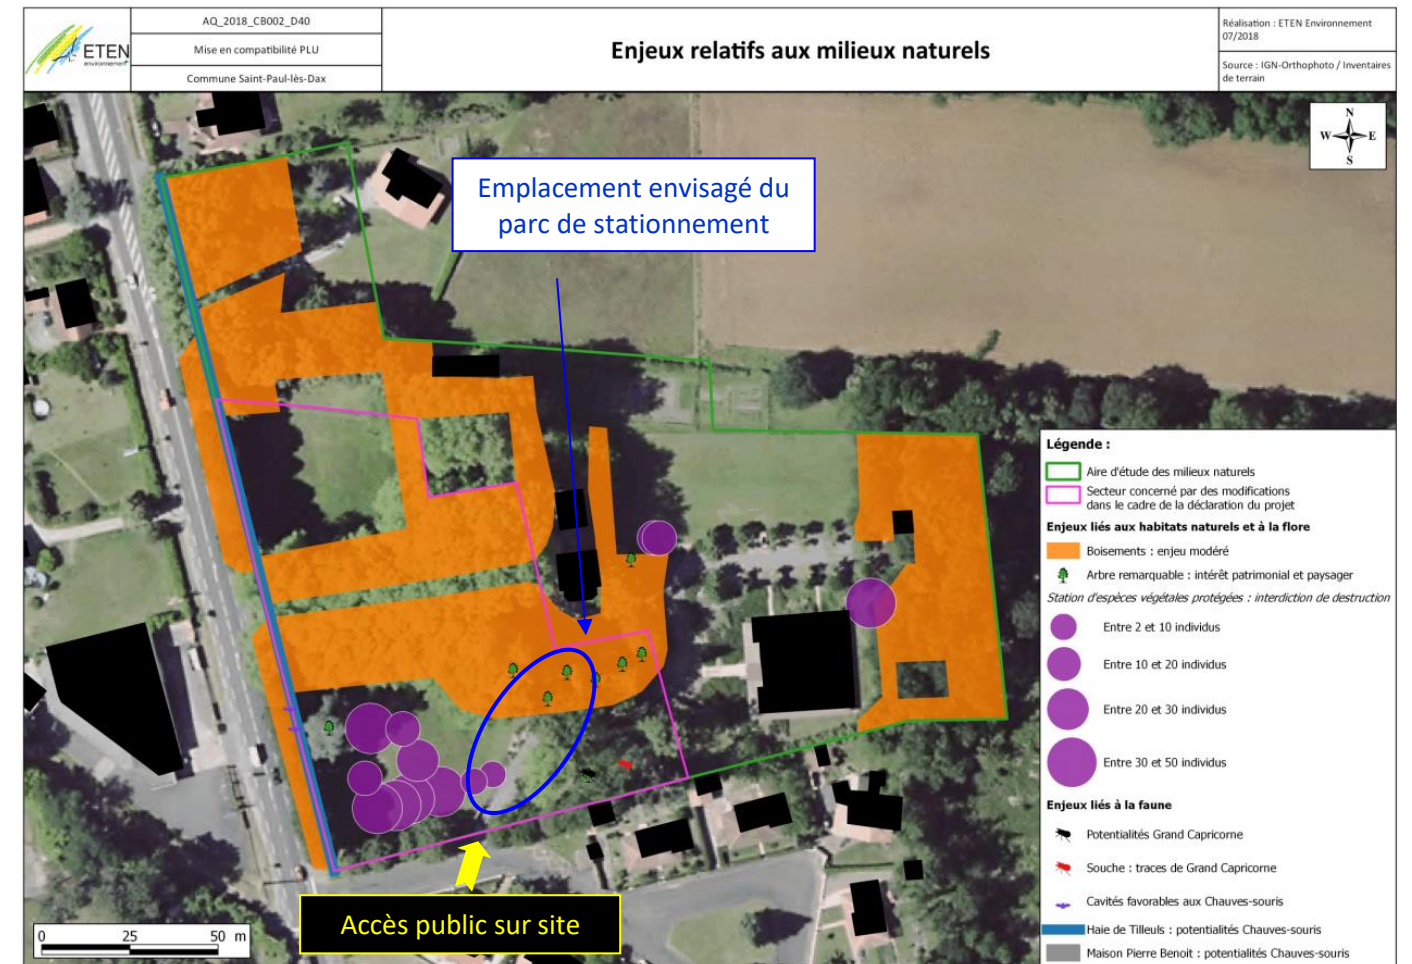 ETEN
environnement
AQ_2018_CB002_D40
Mise en compatibilité PLU
Commune Saint-Paul-lès-Dax
Enjeux relatifs aux milieux naturels
Réalisation : ETEN Environnement
07/2018
Source : IGN-Orthophoto / Inventaires
de terrain
N
W E
S
Emplacement envisagé du
parc de stationnement
Légende :
Aire d'étude des milieux naturels
Secteur concerné par des modifications
dans le cadre de la déclaration du projet
Enjeux liés aux habitats naturels et à la flore
Boisements : enjeu modéré
Arbre remarquable : intérêt patrimonial et paysager
Station d'espèces végétales protégées : interdiction de destruction
Entre 2 et 10 individus
Entre 10 et 20 individus
Entre 20 et 30 individus
Entre 30 et 50 individus
Enjeux liés à la faune
Potentialités Grand Capricorne
Souche : traces de Grand Capricorne
Cavités favorables aux Chauves-souris
Haie de Tilleuls : potentialités Chauves-souris
Maison Pierre Benoit : potentialités Chauves-souris
Accès public sur site
0 25 50 m